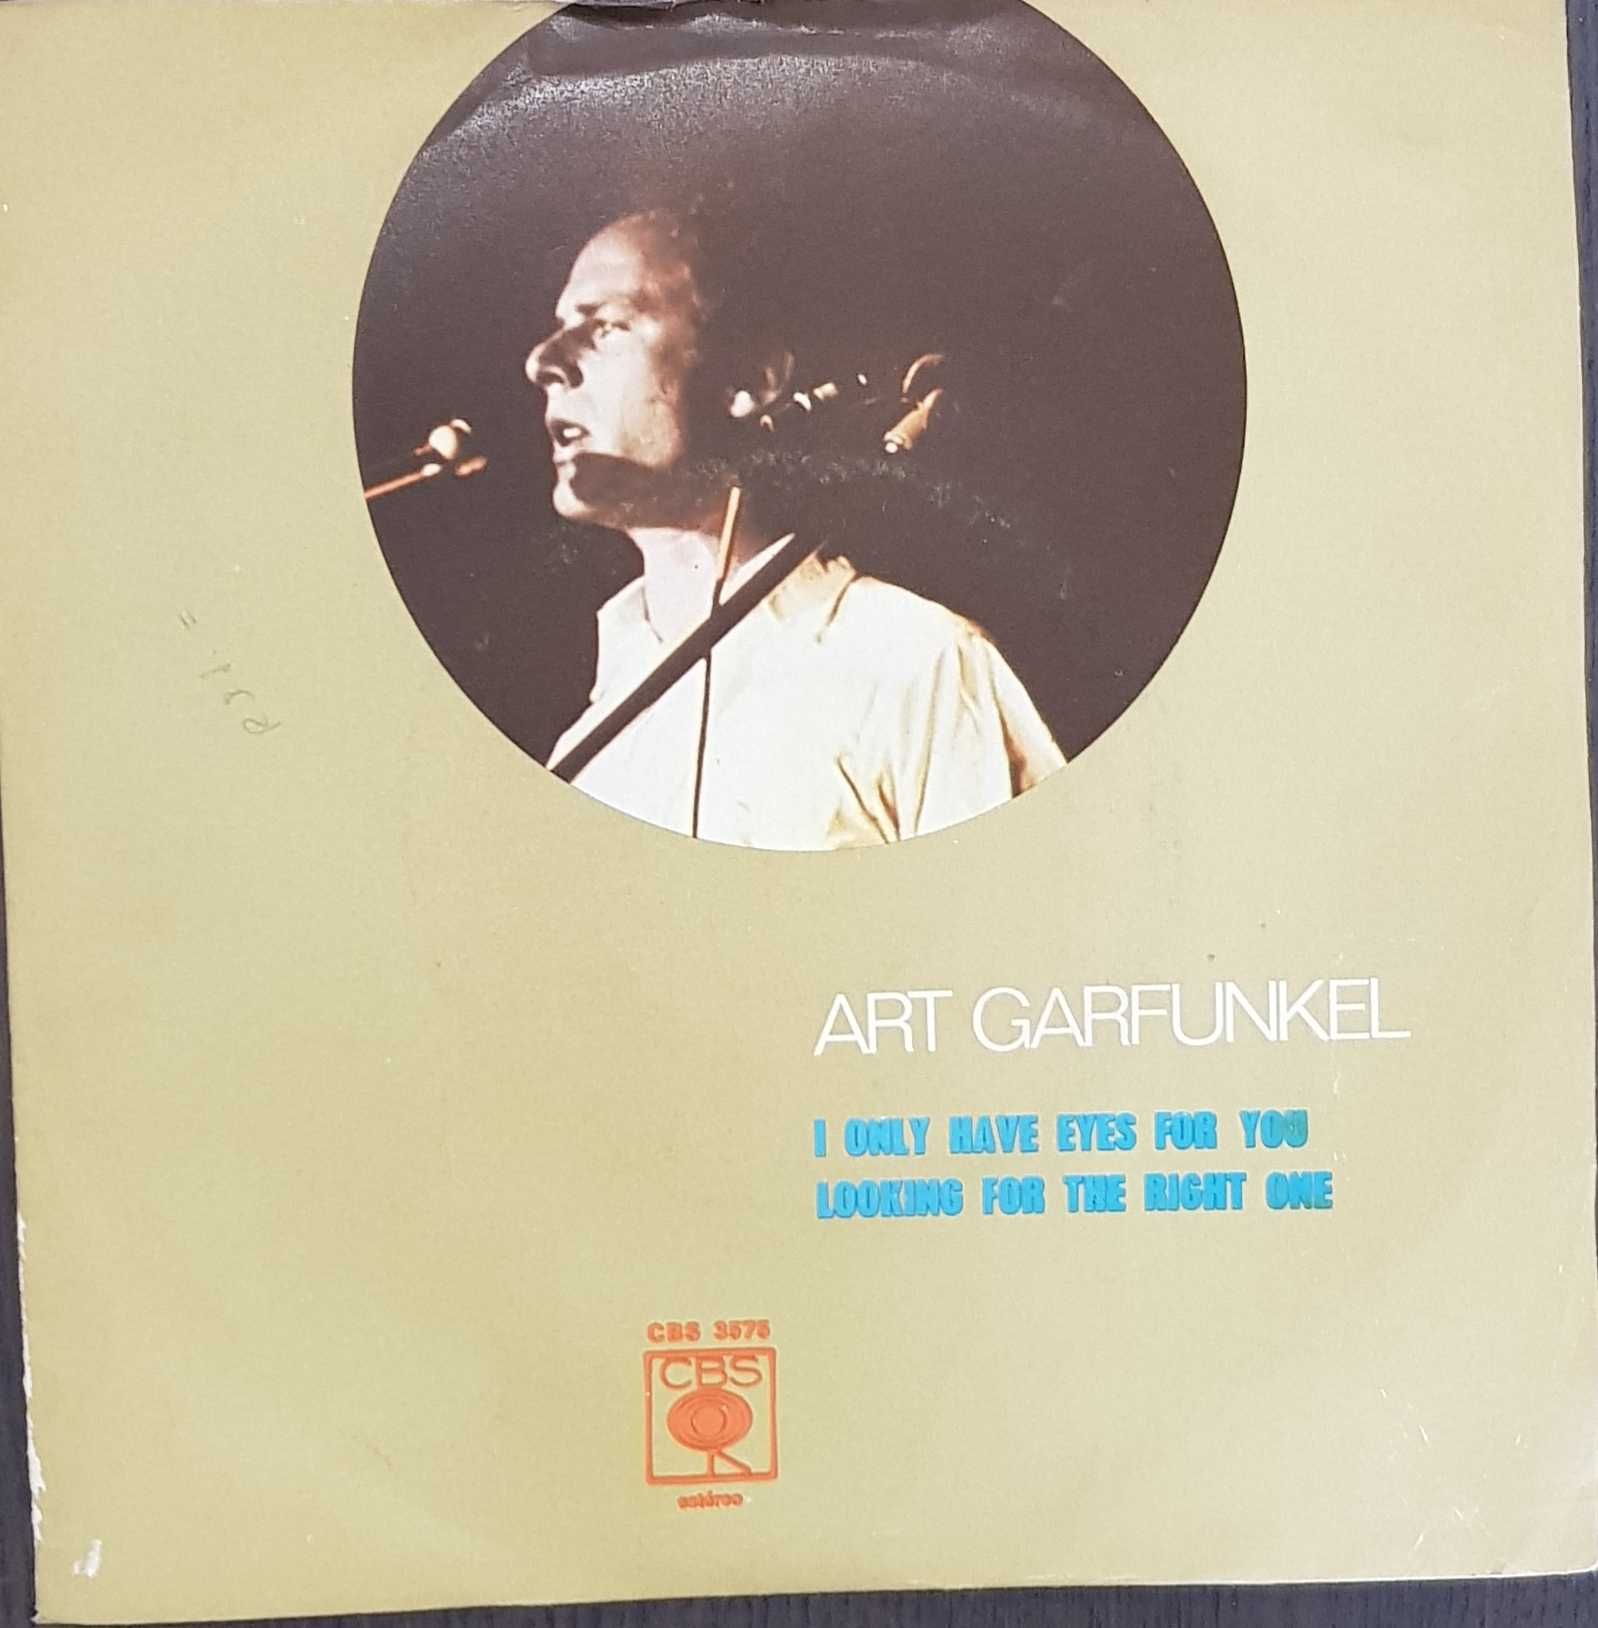 ART GARFUNKEL
I ONLY HAVE EYES FOR YOU
LOOKING FOR THE RIGHT ONE
CBS 3575
CBS
estéreo